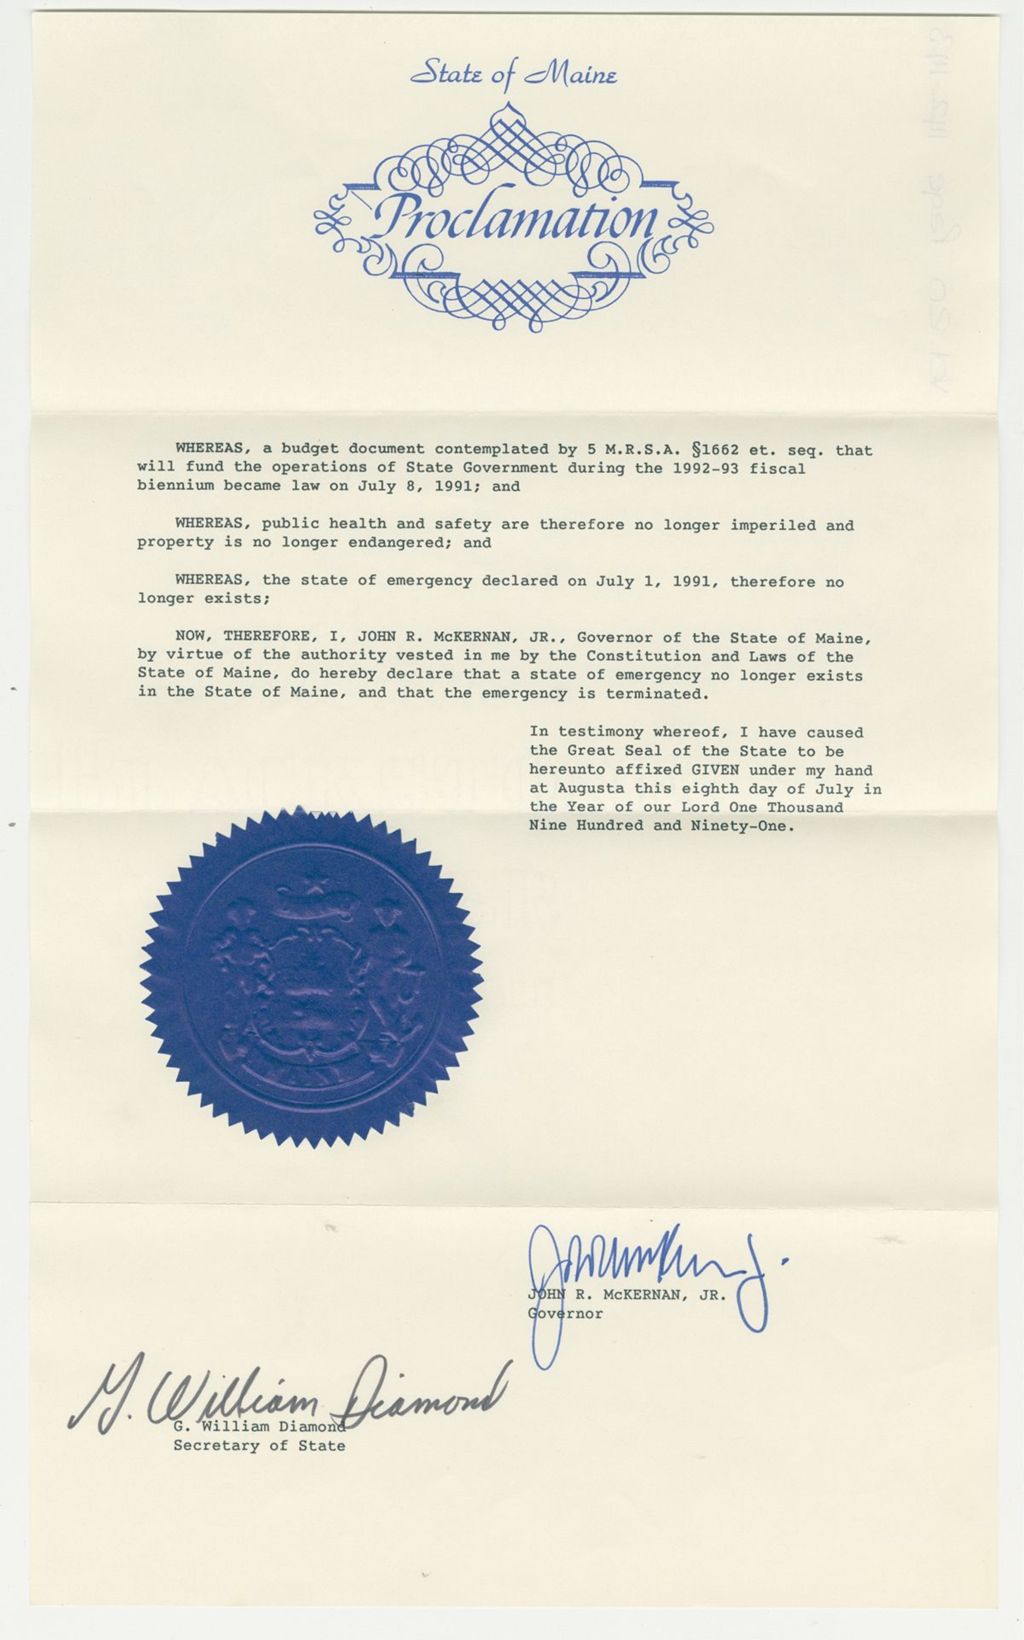 State of Maine
Proclamation
WHEREAS, a budget document contemplated by 5 M.R.S.A. §1662 et. seq. that
will fund the operations of State Government during the 1992-93 fiscal
biennium became law on July 8, 1991; and
WHEREAS, public health and safety are therefore no longer imperiled and
property is no longer endangered; and
WHEREAS, the state of emergency declared on July 1, 1991, therefore no
longer exists;
NOW, THEREFORE, I, JOHN R. McKERNAN, JR., Governor of the State of Maine,
by virtue of the authority vested in me by the Constitution and Laws of the
State of Maine, do hereby declare that a state of emergency no longer exists
in the State of Maine, and that the emergency is terminated.
In testimony whereof, I have caused
the Great Seal of the State to be
hereunto affixed GIVEN under my hand
at Augusta this eighth day of July in
the Year of our Lord One Thousand
Nine Hundred and Ninety-One.
JOHN R. McKERNAN, JR.
Governor
G. William Diamond
G. William Diamond
Secretary of State